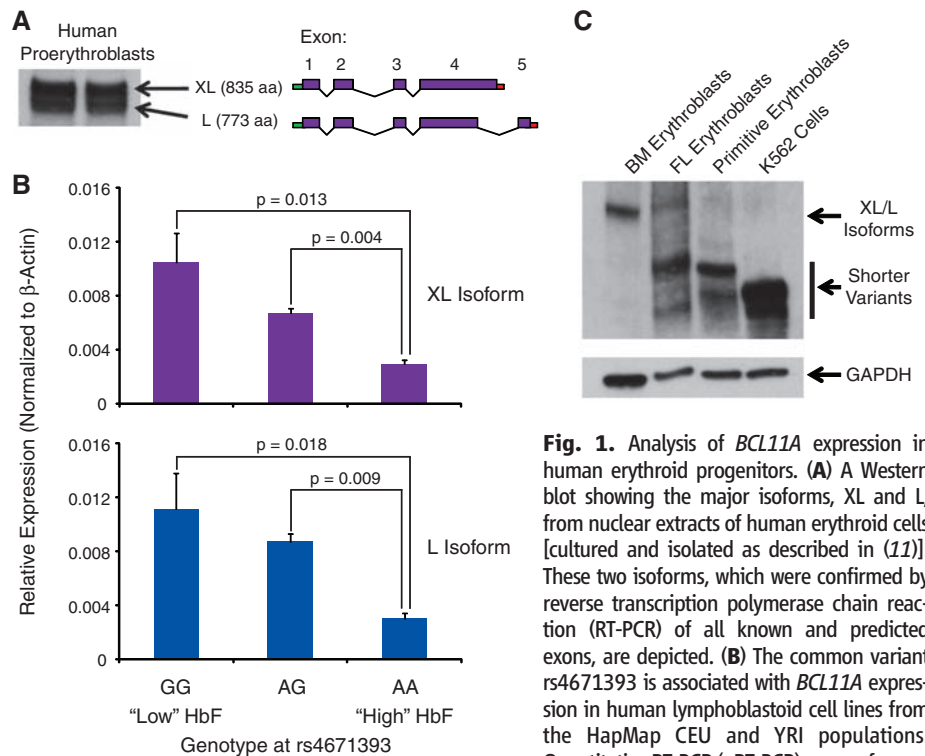 A
Human
Proerythroblasts
XL (835 aa)
L (773 aa)
Exon:
1 2 3 4 5
B
Relative Expression (Normalized to β-Actin)
0.016
0.012
0.008
0.004
0
p = 0.013
p = 0.004
XL Isoform
0.016
0.012
0.008
0.004
0
p = 0.018
p = 0.009
L Isoform
GG AG AA
"Low" HbF "High" HbF
Genotype at rs4671393
C
BM Erythroblasts
FL Erythroblasts
Primitive Erythroblasts
K562 Cells
XL/L
Isoforms
Shorter
Variants
GAPDH
Fig. 1. Analysis of BCL11A expression in
human erythroid progenitors. (A) A Western
blot showing the major isoforms, XL and L,
from nuclear extracts of human erythroid cells
[cultured and isolated as described in (11)]
These two isoforms, which were confirmed by
reverse transcription polymerase chain reac-
tion (RT-PCR) of all known and predicted
exons, are depicted. (B) The common variant
rs4671393 is associated with BCL11A expres-
sion in human lymphoblastoid cell lines from
the HapMap CEU and YRI populations